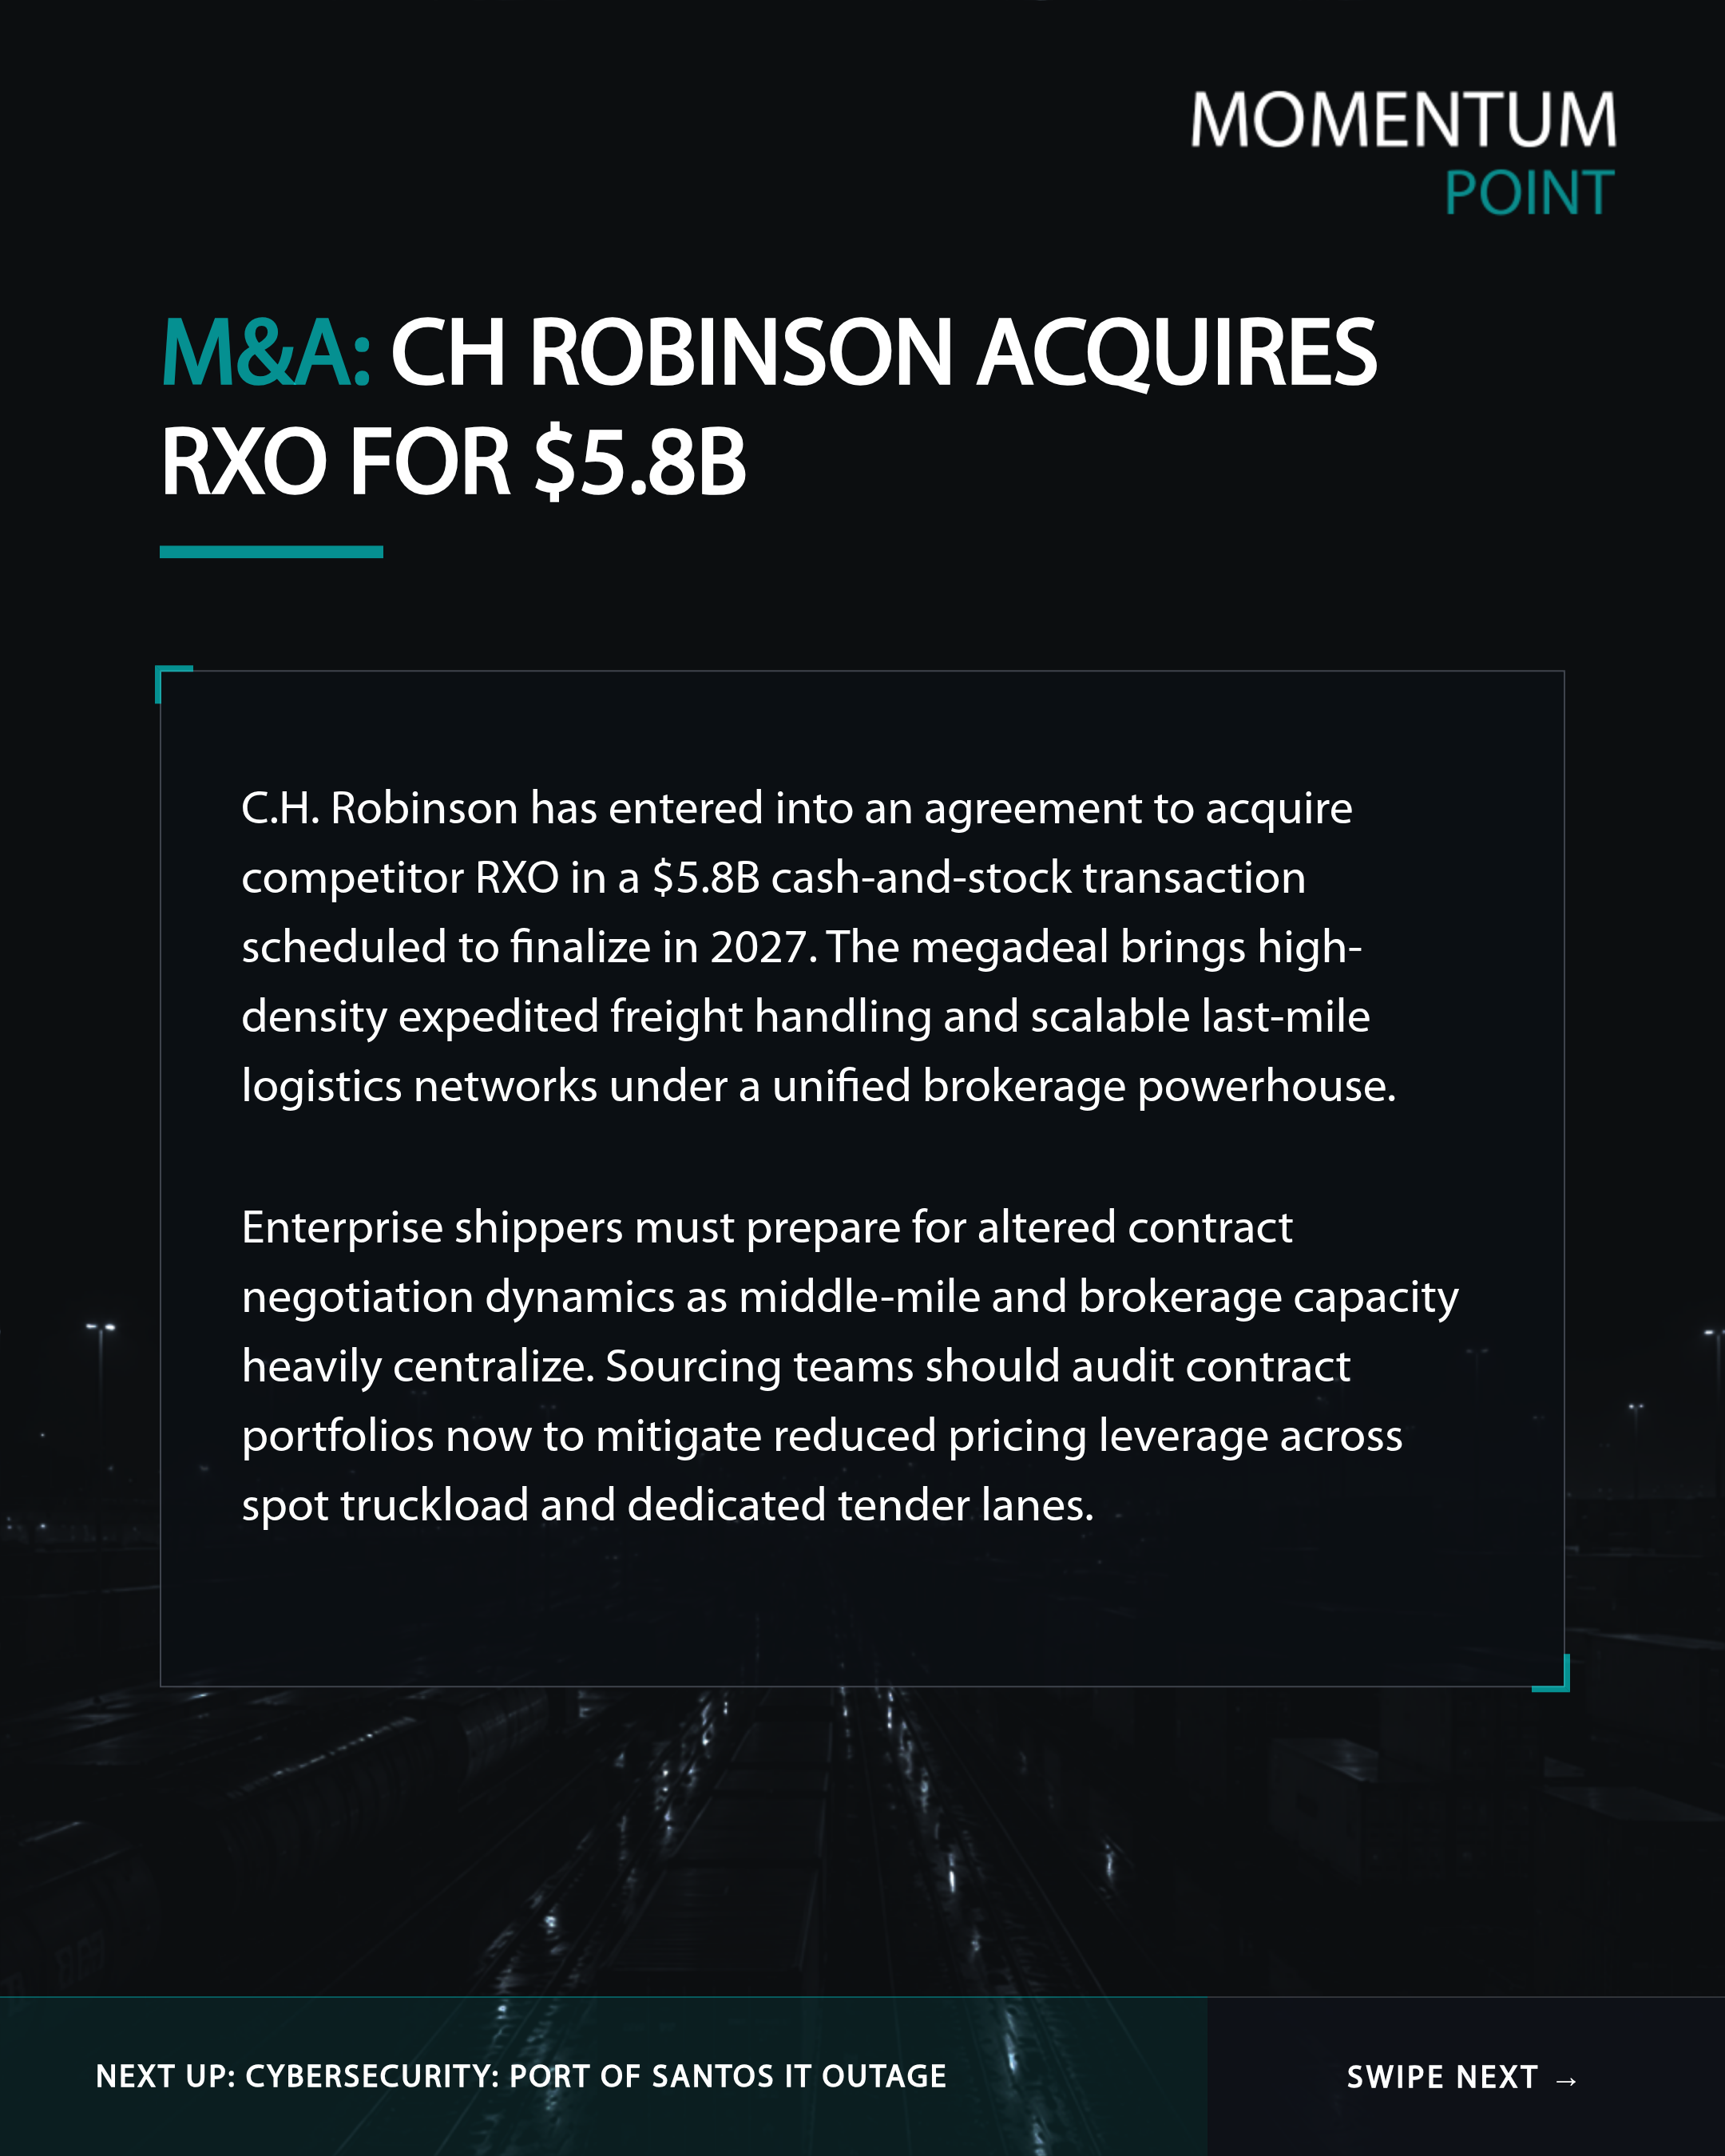 MOMENTUM
POINT
M&A: CH ROBINSON ACQUIRES
RXO FOR $5.8B
C.H. Robinson has entered into an agreement to acquire
competitor RXO in a $5.8B cash-and-stock transaction
scheduled to finalize in 2027. The megadeal brings high-
density expedited freight handling and scalable last-mile
logistics networks under a unified brokerage powerhouse.
Enterprise shippers must prepare for altered contract
negotiation dynamics as middle-mile and brokerage capacity
heavily centralize. Sourcing teams should audit contract
portfolios now to mitigate reduced pricing leverage across
spot truckload and dedicated tender lanes.
NEXT UP: CYBERSECURITY: PORT OF SANTOS IT OUTAGE
SWIPE NEXT →